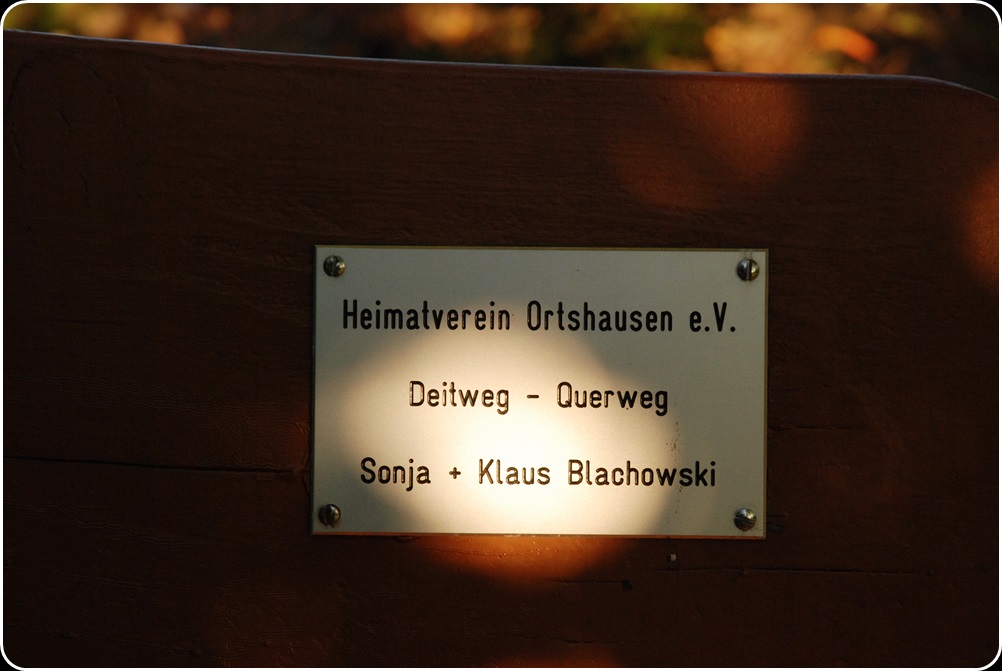 Heimatverein Ortshausen e.V.
Deitweg - Querweg
Sonja + Klaus Blachowski